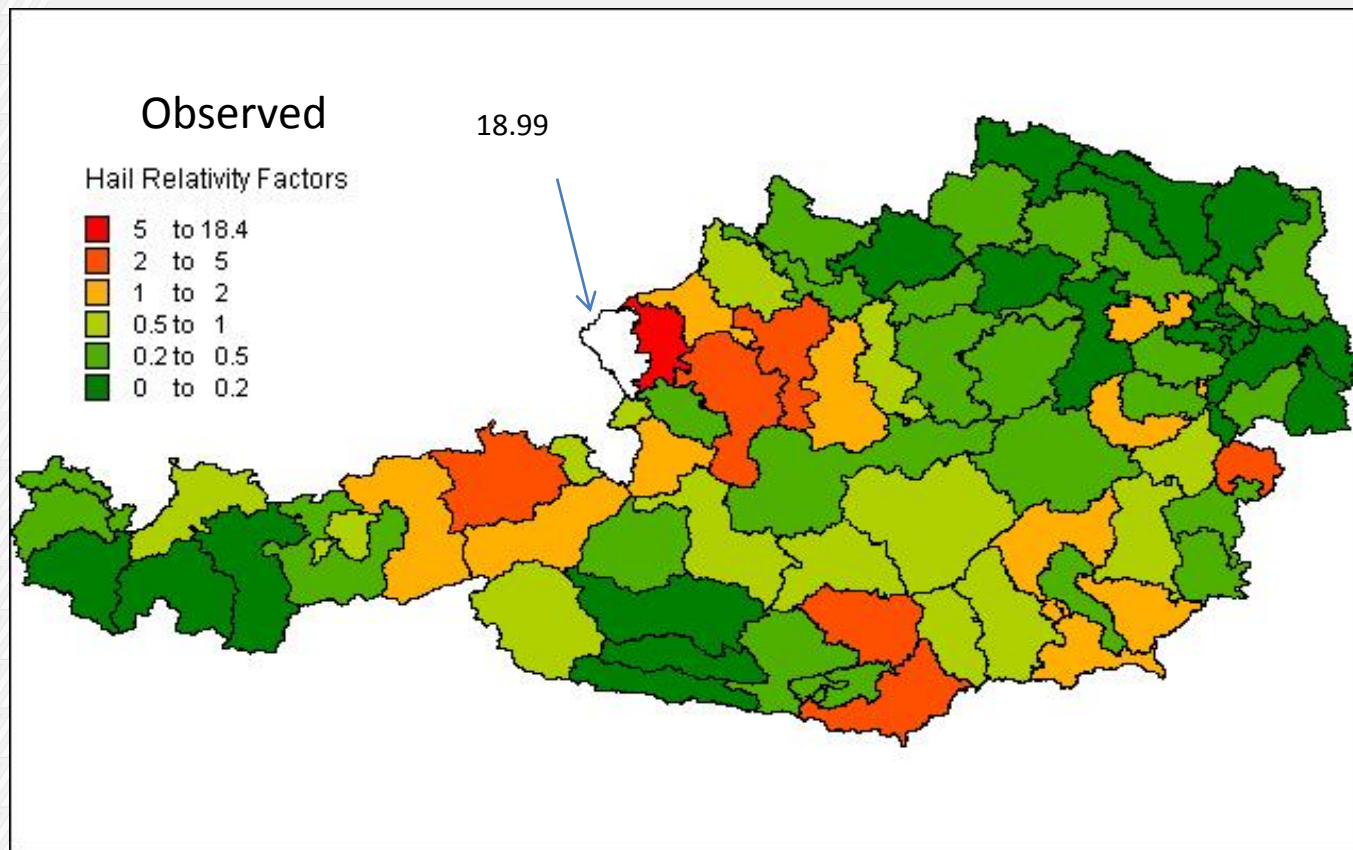 Observed
18.99
Hail Relativity Factors
5 to 18.4
2 to 5
1 to 2
0.5 to 1
0.2 to 0.5
0 to 0.2